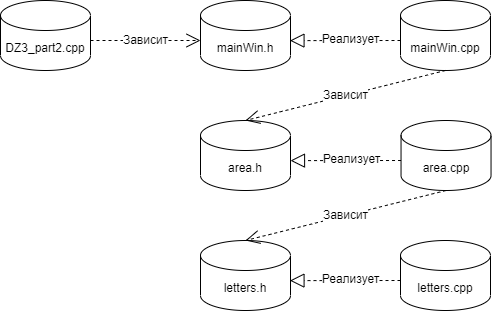 DZ3_part2.cpp
Зависит
mainWin.h
Реализует
mainWin.cpp
Зависит
area.h
Реализует
area.cpp
Зависит
letters.h
Реализует
letters.cpp